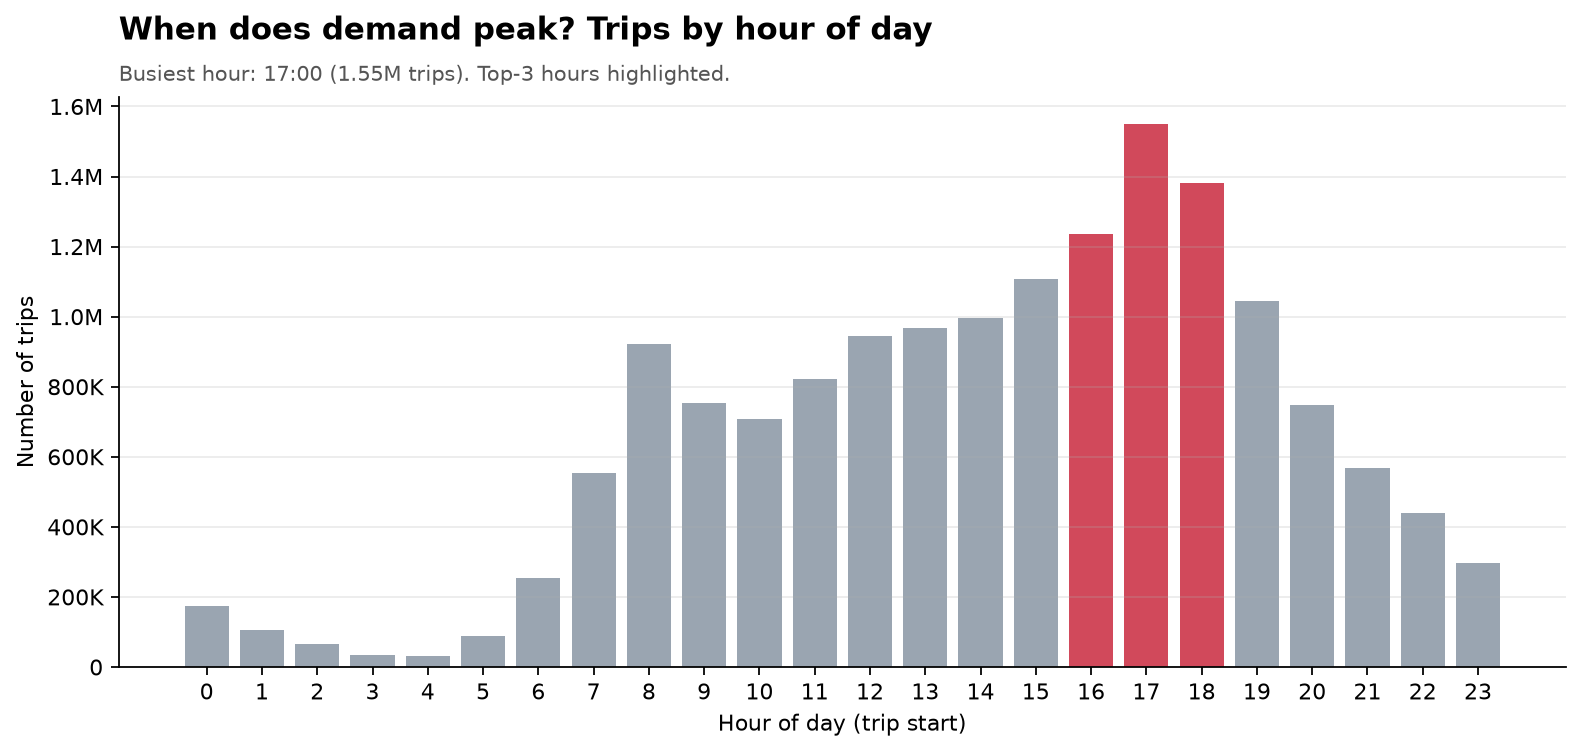 When does demand peak? Trips by hour of day
Busiest hour: 17:00 (1.55M trips). Top-3 hours highlighted.
1.6M
1.4M
1.2M
1.0M
800K
600K
400K
200K
0
Number of trips
0 1 2 3 4 5 6 7 8 9 10 11 12 13 14 15 16 17 18 19 20 21 22 23
Hour of day (trip start)